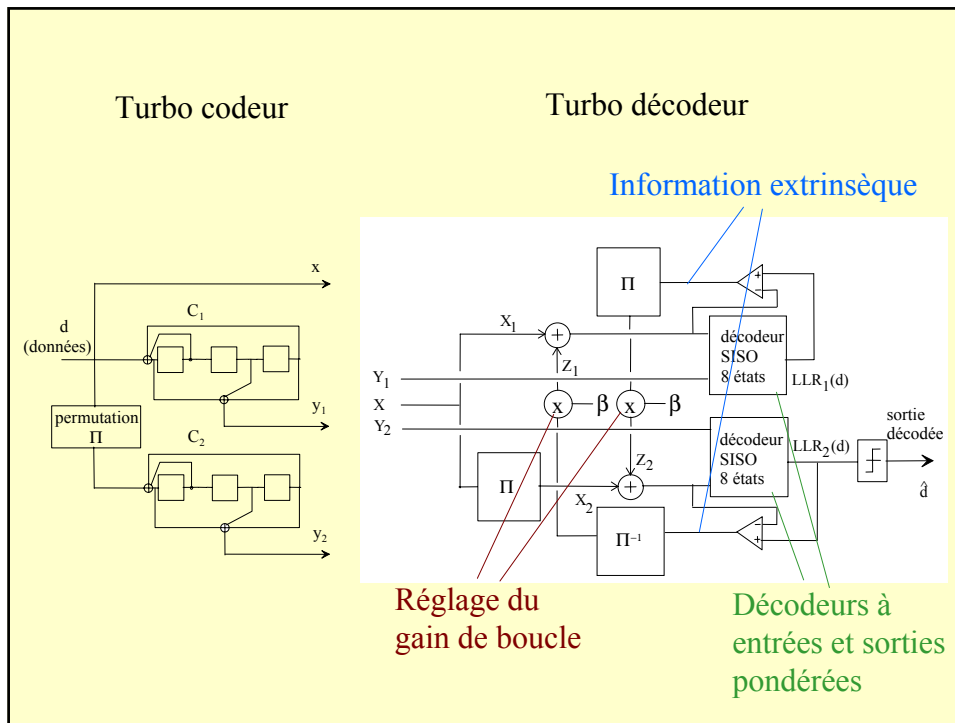 Turbo codeur
Turbo décodeur
Information extrinsèque
x
d
(données)
C1
permutation
Π
y1
C2
y2
Π
+
−
X1
+
Z1
décodeur
SISO
8 états
LLR1(d)
Y1
X
Y2
x
β
x
β
décodeur
SISO
8 états
LLR2(d)
sortie
décodée
d̂
Z2
Π
X2
+
Π−1
−
+
Réglage du
gain de boucle
Décodeurs à
entrées et sorties
pondérées